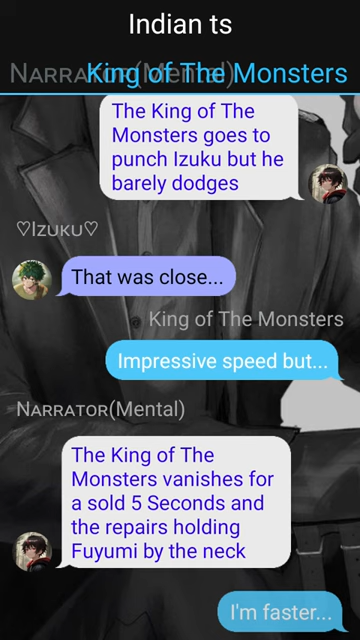 Indian ts
Narrator(Mental)
King of The Monsters
The King of The
Monsters goes to
punch Izuku but he
barely dodges
♡Izuku♡
That was close...
King of The Monsters
Impressive speed but...
Narrator(Mental)
The King of The
Monsters vanishes for
a sold 5 Seconds and
the repairs holding
Fuyumi by the neck
I'm faster...